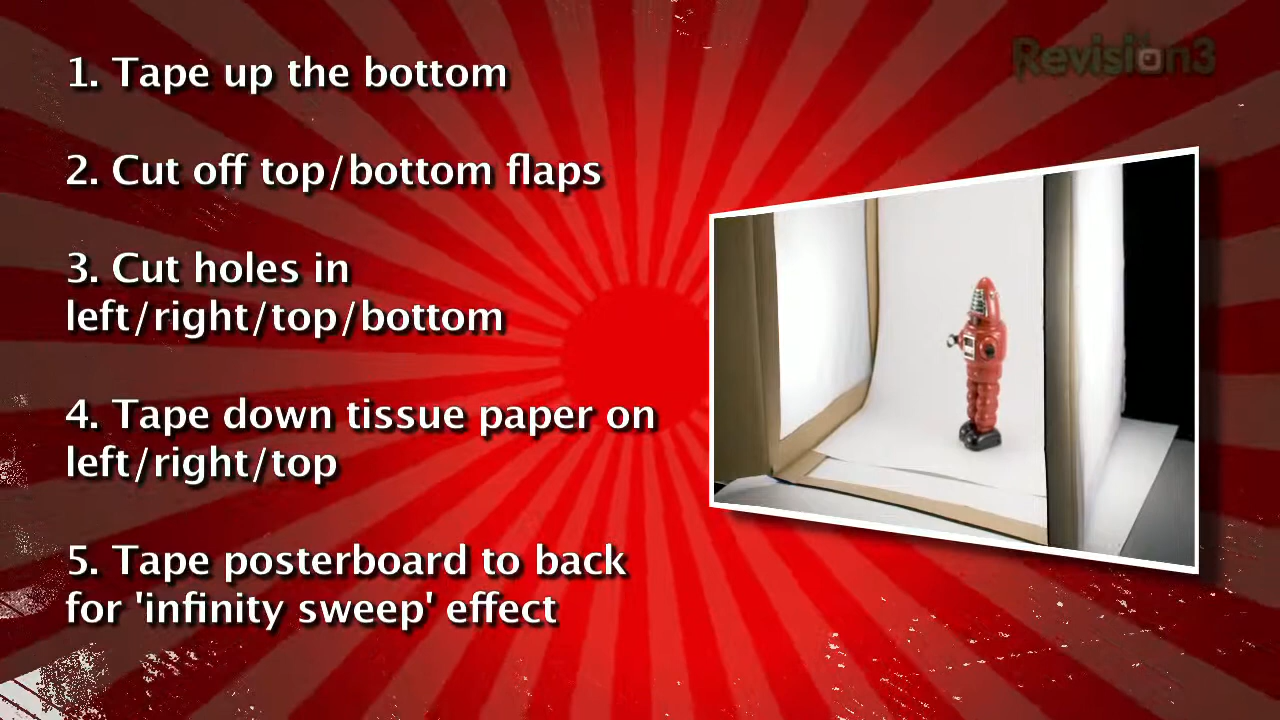 Revision3
1. Tape up the bottom
2. Cut off top/bottom flaps
3. Cut holes in
left/right/top/bottom
4. Tape down tissue paper on
left/right/top
5. Tape posterboard to back
for 'infinity sweep' effect